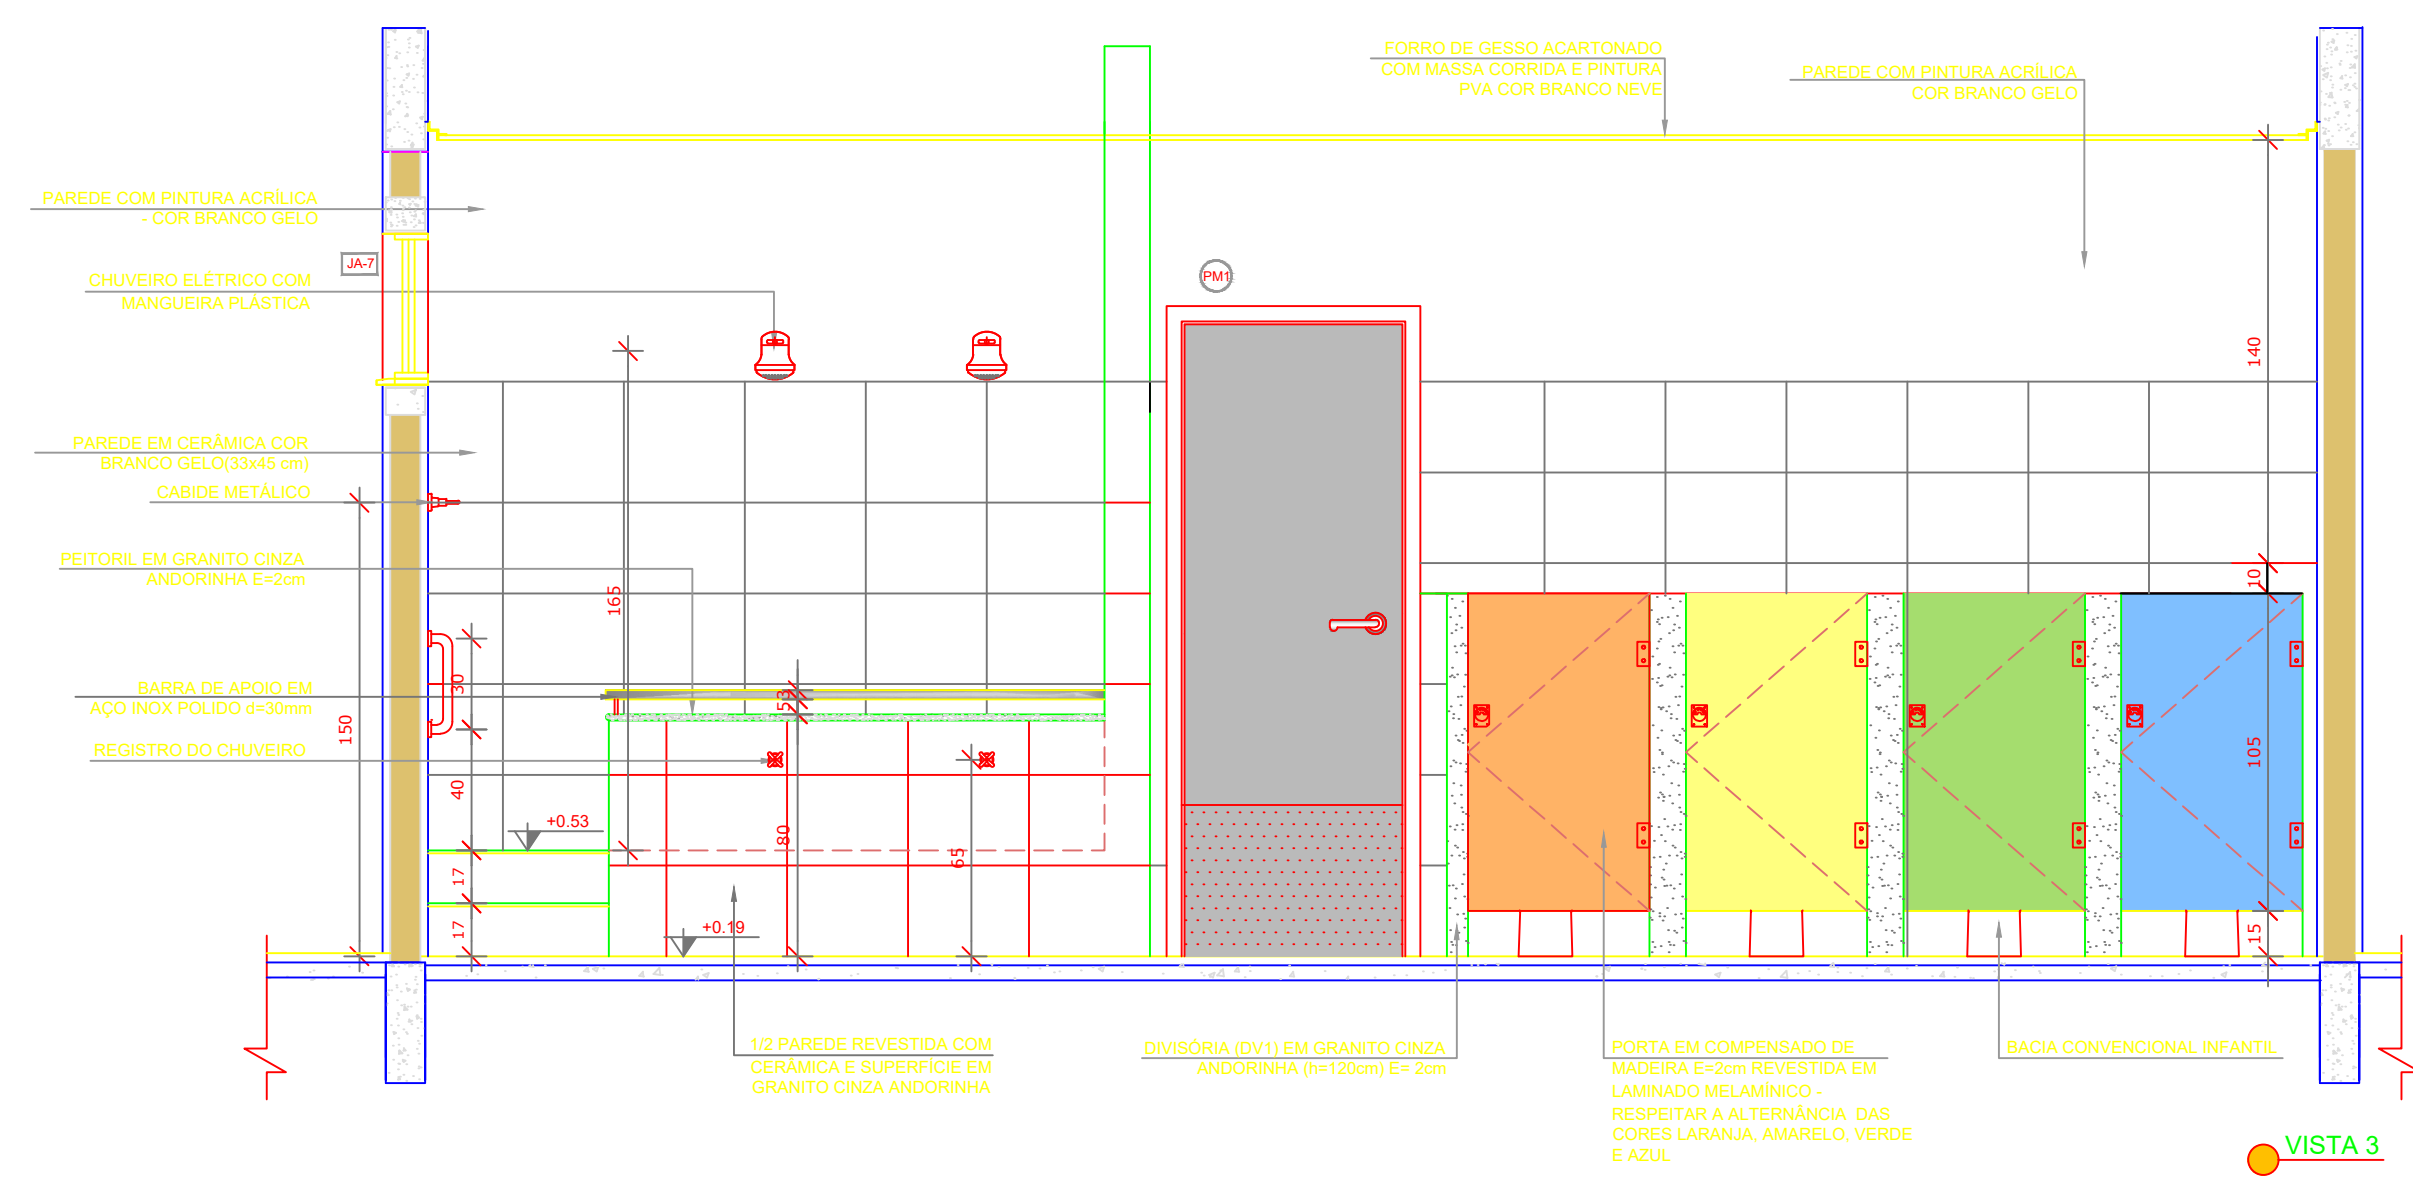 FORRO DE GESSO ACARTONADO
COM MASSA CORRIDA E PINTURA
PVA COR BRANCO NEVE
PAREDE COM PINTURA ACRÍLICA
COR BRANCO GELO
PAREDE COM PINTURA ACRÍLICA
- COR BRANCO GELO
JA-7
CHUVEIRO ELÉTRICO COM
MANGUEIRA PLÁSTICA
PM1
140
PAREDE EM CERÂMICA COR
BRANCO GELO(33x45 cm)
CABIDE METÁLICO
PEITORIL EM GRANITO CINZA
ANDORINHA E=2cm
165
10
BARRA DE APOIO EM
AÇO INOX POLIDO d=30mm
30
53
150
REGISTRO DO CHUVEIRO
105
40
+0.53
80
65
17
+0.19
17
15
1/2 PAREDE REVESTIDA COM
CERÂMICA E SUPERFÍCIE EM
GRANITO CINZA ANDORINHA
DIVISÓRIA (DV1) EM GRANITO CINZA
ANDORINHA (h=120cm) E= 2cm
PORTA EM COMPENSADO DE
MADEIRA E=2cm REVESTIDA EM
LAMINADO MELAMÍNICO -
RESPEITAR A ALTERNÂNCIA DAS
CORES LARANJA, AMARELO, VERDE
E AZUL
BACIA CONVENCIONAL INFANTIL
VISTA 3